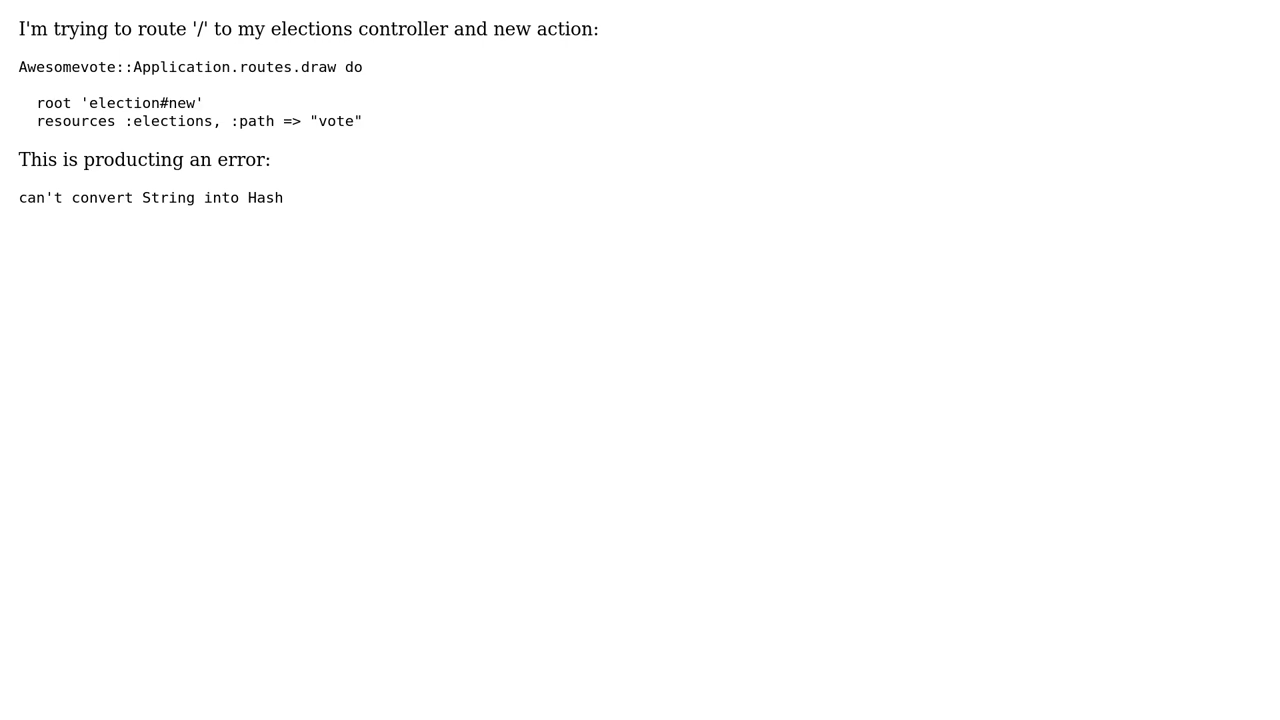 I'm trying to route '/' to my elections controller and new action:
Awesomevote::Application.routes.draw do
  root 'election#new'
  resources :elections, :path => "vote"
This is producting an error:
can't convert String into Hash